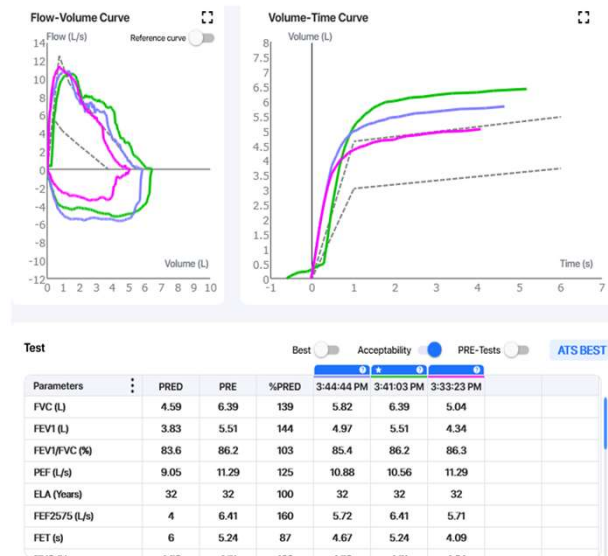 Flow-Volume Curve
Flow (L/s)
Reference curve
14
12
10
8
6
4
2
0
-2
-4
-6
-8
-10
-12
Volume (L)
0 1 2 3 4 5 6 7 8 9 10
Volume-Time Curve
Volume (L)
8
7.5
7
6.5
6
5.5
5
4.5
4
3.5
3
2.5
2
1.5
1
0.5
0
Time (s)
-1 0 1 2 3 4 5 6 7
Test
Best Acceptability PRE-Tests ATS BEST
Parameters PRED PRE %PRED 3:44:44 PM 3:41:03 PM 3:33:23 PM
FVC (L) 4.59 6.39 139 5.82 6.39 5.04
FEV1 (L) 3.83 5.51 144 4.97 5.51 4.34
FEV1/FVC (%) 83.6 86.2 103 85.4 86.2 86.3
PEF (L/s) 9.05 11.29 125 10.88 10.56 11.29
ELA (Years) 32 32 100 32 32 32
FEF2575 (L/s) 4 6.41 160 5.72 6.41 5.71
FET (s) 6 5.24 87 4.67 5.24 4.09